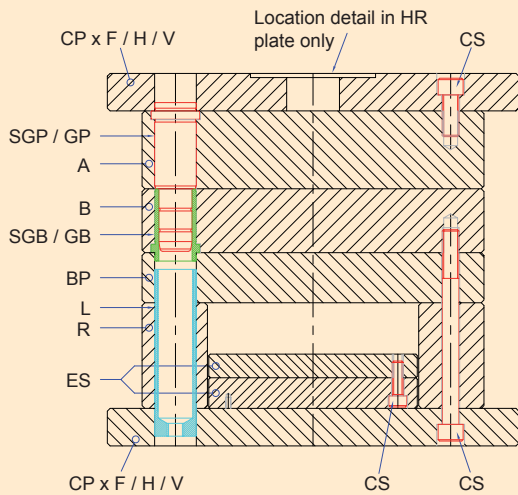 Location detail in HR
plate only
CP x F / H / V
CS
SGP / GP
A
B
SGB / GB
BP
L
R
ES
CP x F / H / V
CS
CS